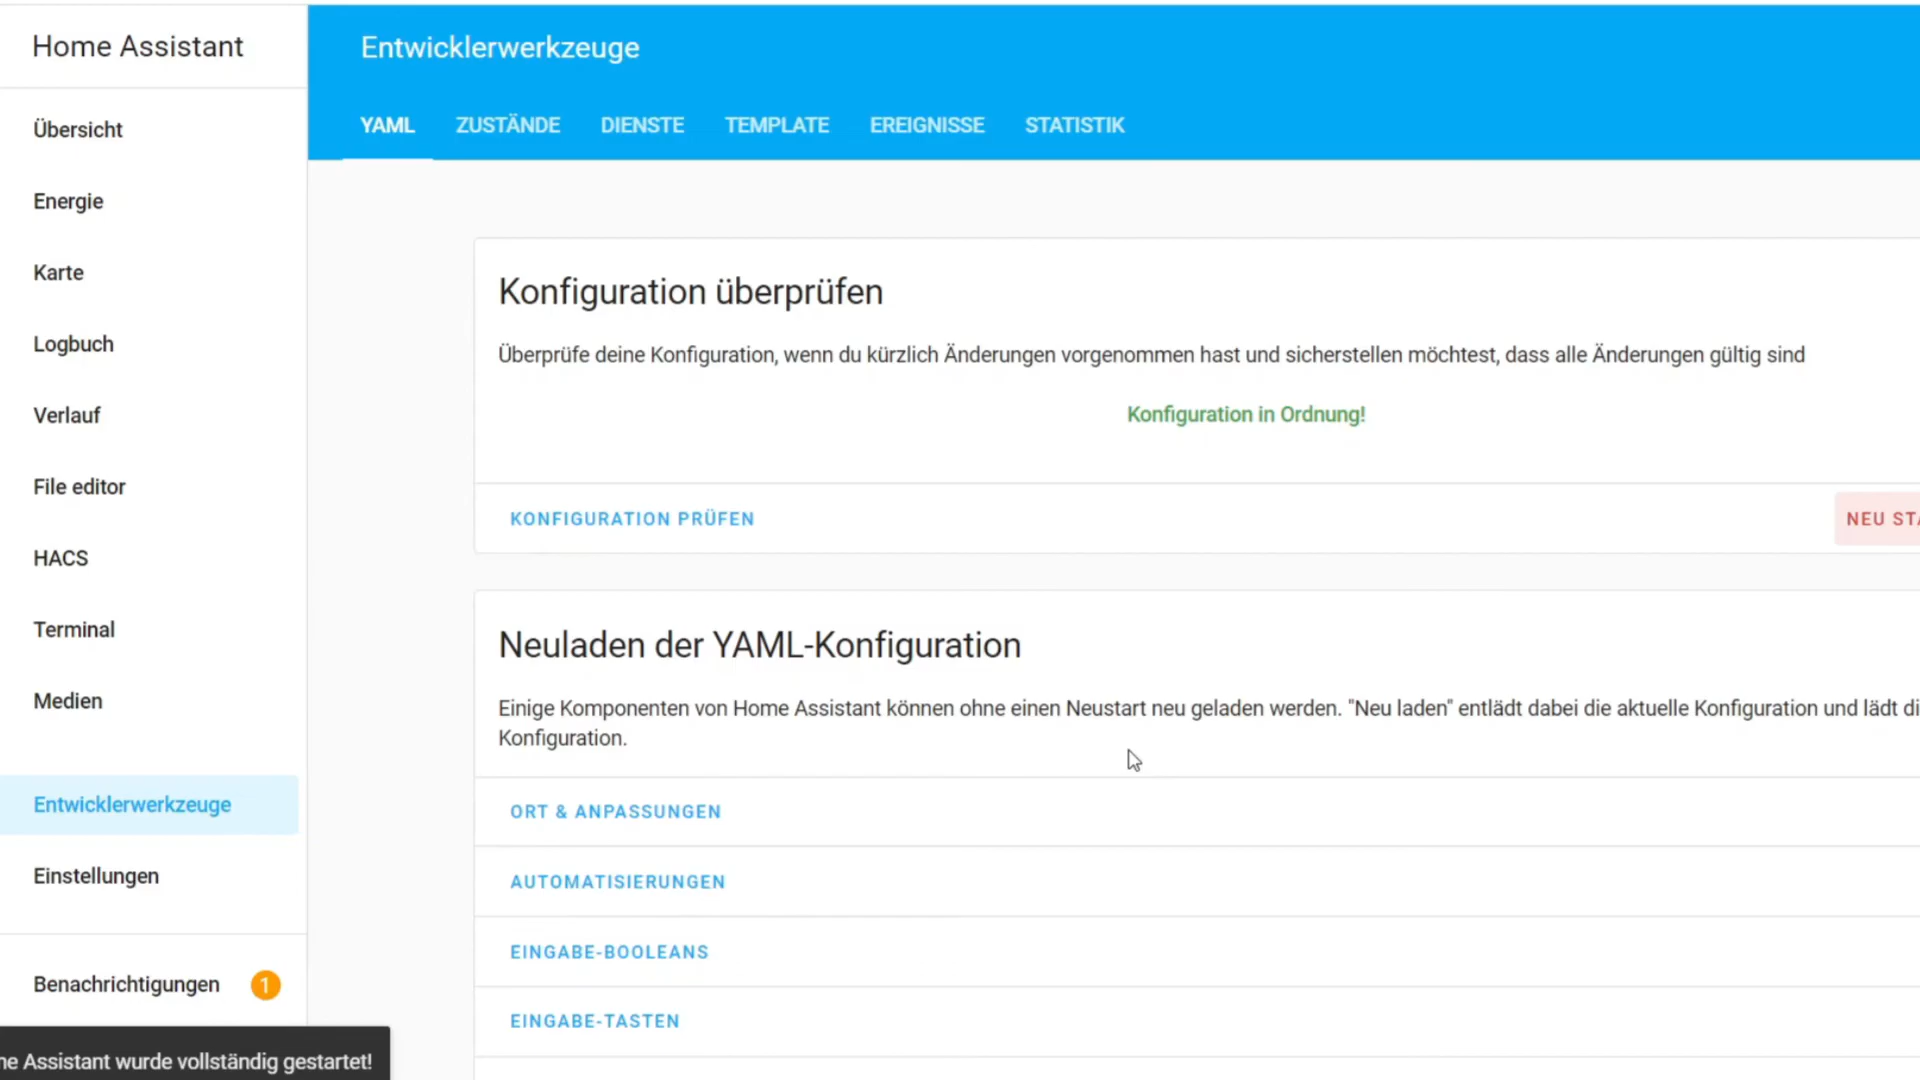 Home Assistant
Übersicht
Energie
Karte
Logbuch
Verlauf
File editor
HACS
Terminal
Medien
Entwicklerwerkzeuge
Einstellungen
Benachrichtigungen 1
Assistant wurde vollständig gestartet!
Entwicklerwerkzeuge
YAML ZUSTÄNDE DIENSTE TEMPLATE EREIGNISSE STATISTIK
Konfiguration überprüfen
Überprüfe deine Konfiguration, wenn du kürzlich Änderungen vorgenommen hast und sicherstellen möchtest, dass alle Änderungen gültig sind
Konfiguration in Ordnung!
KONFIGURATION PRÜFEN
NEU
Neuladen der YAML-Konfiguration
Einige Komponenten von Home Assistant können ohne einen Neustart neu geladen werden. "Neu laden" entlädt dabei die aktuelle Konfiguration und lädt
Konfiguration.
ORT & ANPASSUNGEN
AUTOMATISIERUNGEN
EINGABE-BOOLEANS
EINGABE-TASTEN